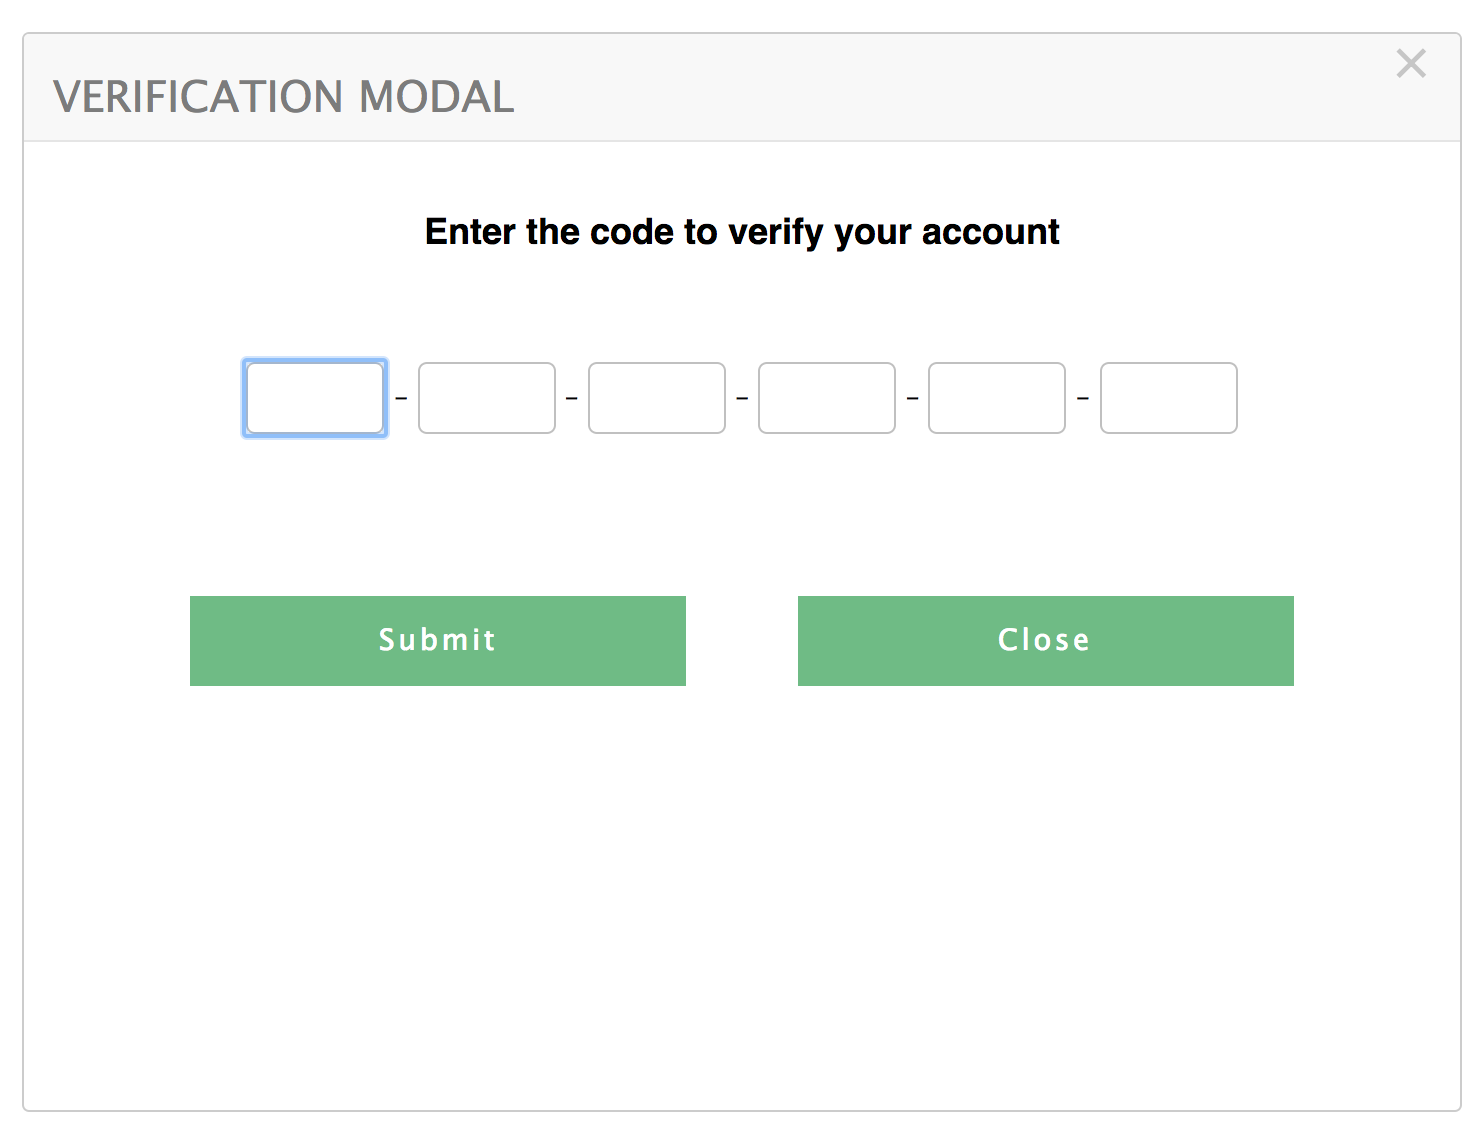 VERIFICATION MODAL
Enter the code to verify your account
- - - - -
Submit
Close